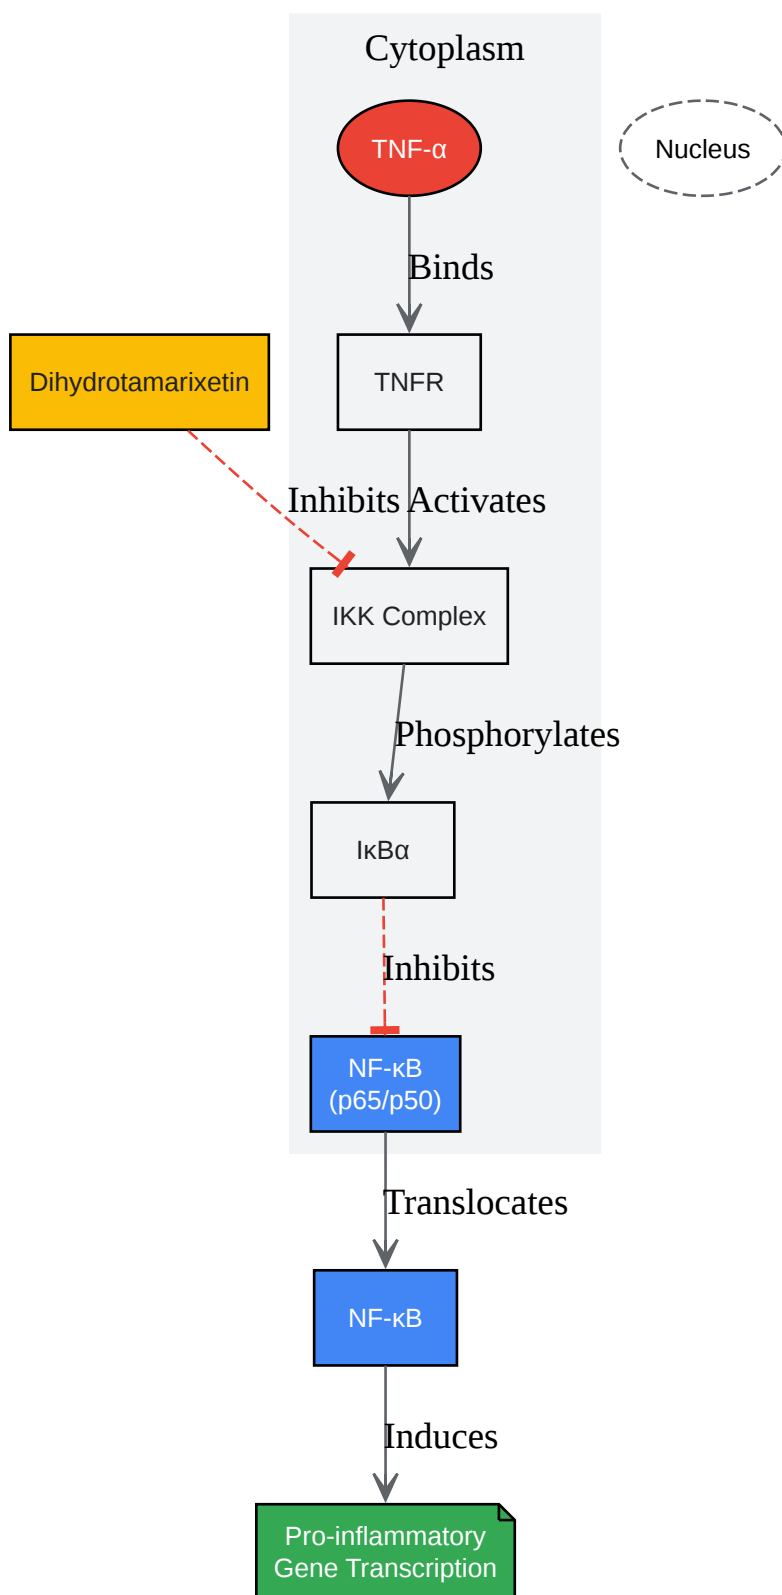 Cytoplasm
TNF-α
Nucleus
Binds
Dihydrotamarixetin
TNFR
Inhibits
Activates
IKK Complex
Phosphorylates
IκBα
Inhibits
NF-κB
(p65/p50)
Translocates
NF-κB
Induces
Pro-inflammatory
Gene Transcription